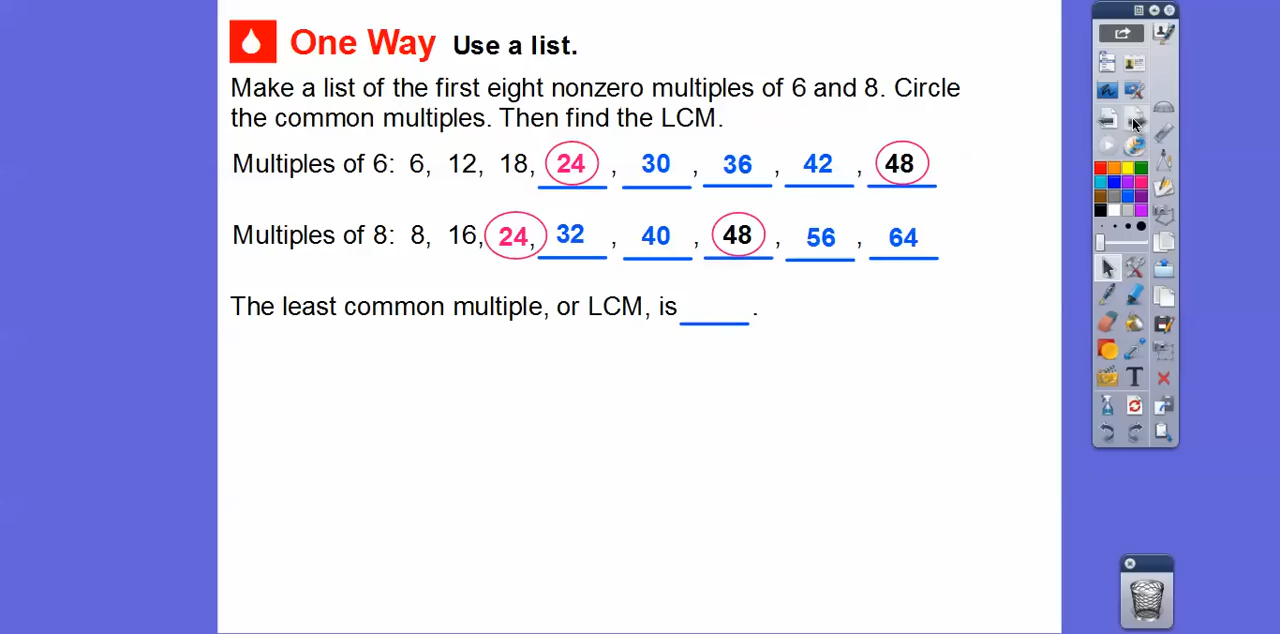 One Way Use a list.
Make a list of the first eight nonzero multiples of 6 and 8. Circle
the common multiples. Then find the LCM.
Multiples of 6: 6, 12, 18, 24, 30, 36, 42, 48
Multiples of 8: 8, 16, 24, 32, 40, 48, 56, 64
The least common multiple, or LCM, is ____.
T